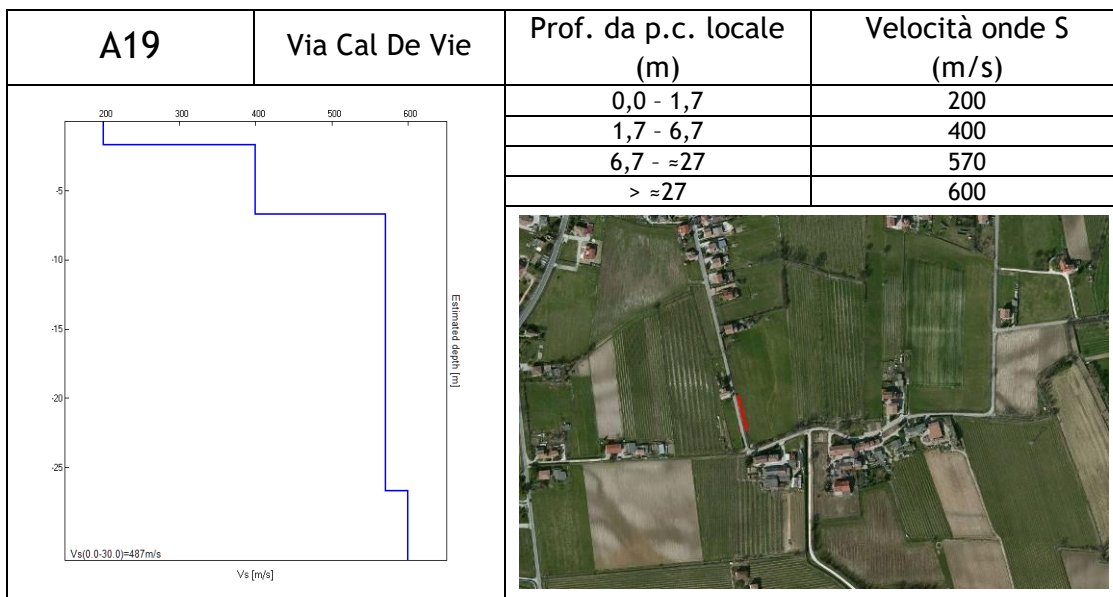 A19
Via Cal De Vie
Prof. da p.c. locale
(m)
Velocità onde S
(m/s)
0,0 – 1,7 200
1,7 – 6,7 400
6,7 – ≈27 570
> ≈27 600
200 300 400 500 600
-5
-10
-15
-20
-25
Estimated depth [m]
Vs(0.0-30.0)=487m/s
Vs [m/s]